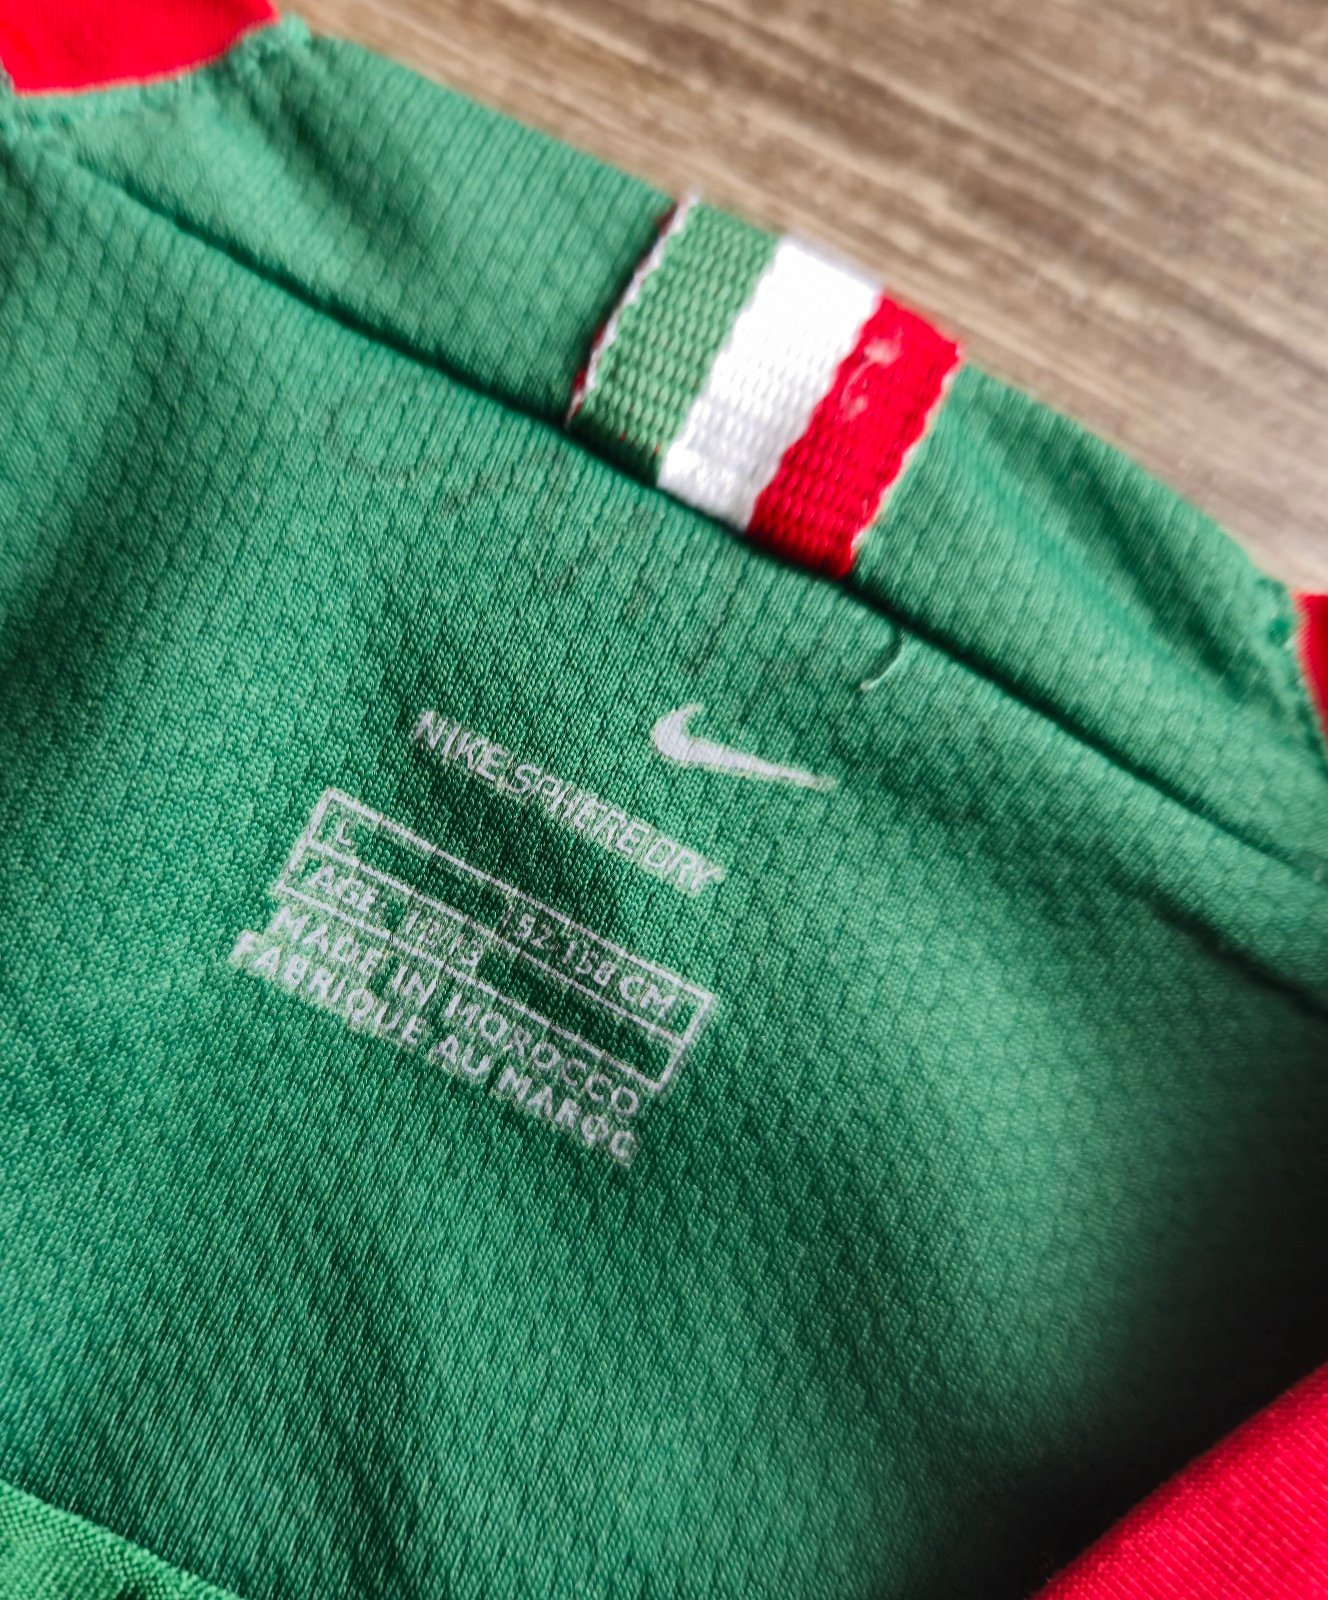 NIKE SPHERE DRY
L
152-158 CM
AGE
MADE IN MOROCCO
FABRIQUE AU MAROC